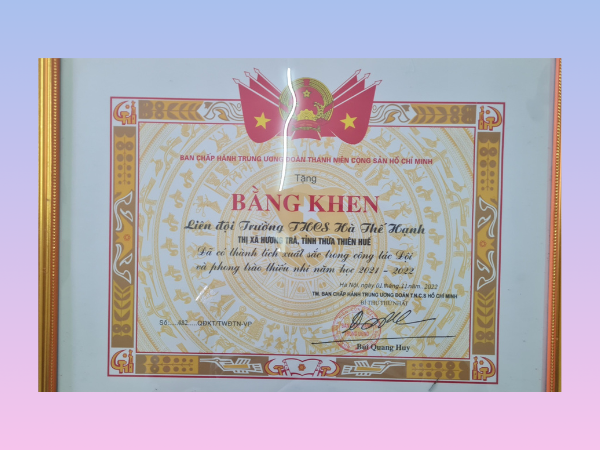 BAN CHẤP HÀNH TRUNG ƯƠNG ĐOÀN THANH NIÊN CỘNG SẢN HỒ CHÍ MINH
Tặng
BẰNG KHEN
Liên đội Trường THCS Hà Thế Hạnh
THỊ XÃ HƯƠNG TRÀ, TỈNH THỪA THIÊN HUẾ
Đã có thành tích xuất sắc trong công tác Đội
và phong trào thiếu nhi năm học 2021 - 2022
Hà Nội, ngày 01 tháng 11 năm 2022
TM. BAN CHẤP HÀNH TRUNG ƯƠNG ĐOÀN T.N.C.S HỒ CHÍ MINH
BÍ THƯ THỨ NHẤT
Số:.....482....QĐKT/TWĐTN-VP
Bùi Quang Huy